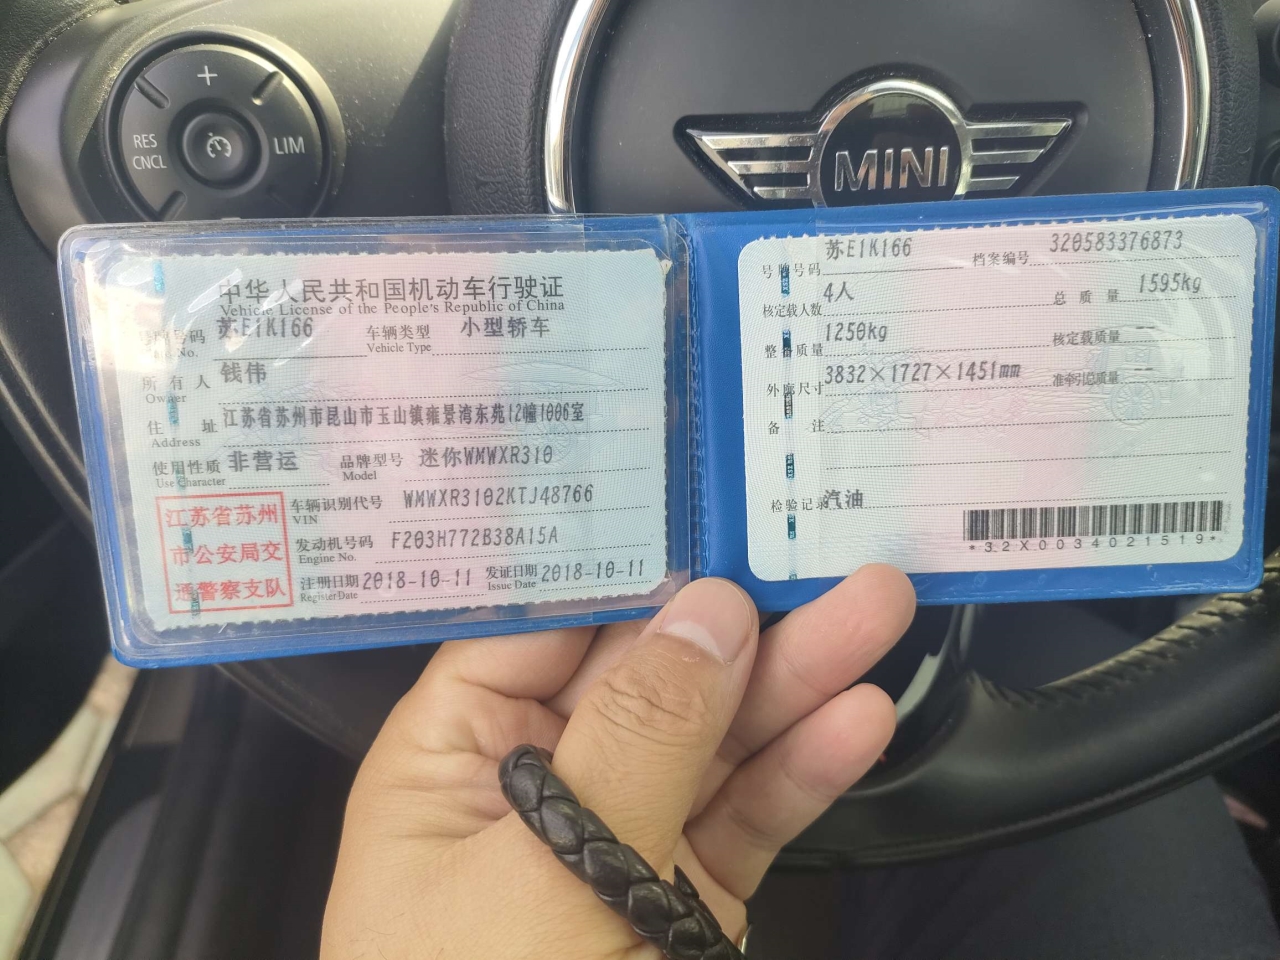 RES
CNCL
LIM
MINI
中华人民共和国机动车行驶证
Vehicle License of the People's Republic of China
号牌号码 苏E1K166 车辆类型 小型轿车
Plate No. Vehicle Type
所有人 钱伟
Owner
住址 江苏省苏州市昆山市玉山镇雍景湾东苑12幢1006室
Address
使用性质 非营运 品牌型号 迷你WMWXR310
Use Character Model
江苏省苏州
市公安局交
通警察支队
车辆识别代号 WMWXR3102KTJ48766
VIN
发动机号码 F203H772B38A15A
Engine No.
注册日期 2018-10-11 发证日期 2018-10-11
Register Date Issue Date
号牌号码 苏E1K166 档案编号 320583376873
核定载人数 4人 总质量 1595kg
整备质量 1250kg 核定载质量 --
外廓尺寸 3832×1727×1451mm 准牵引总质量 --
备注
检验记录 汽油
*32X0034021519*